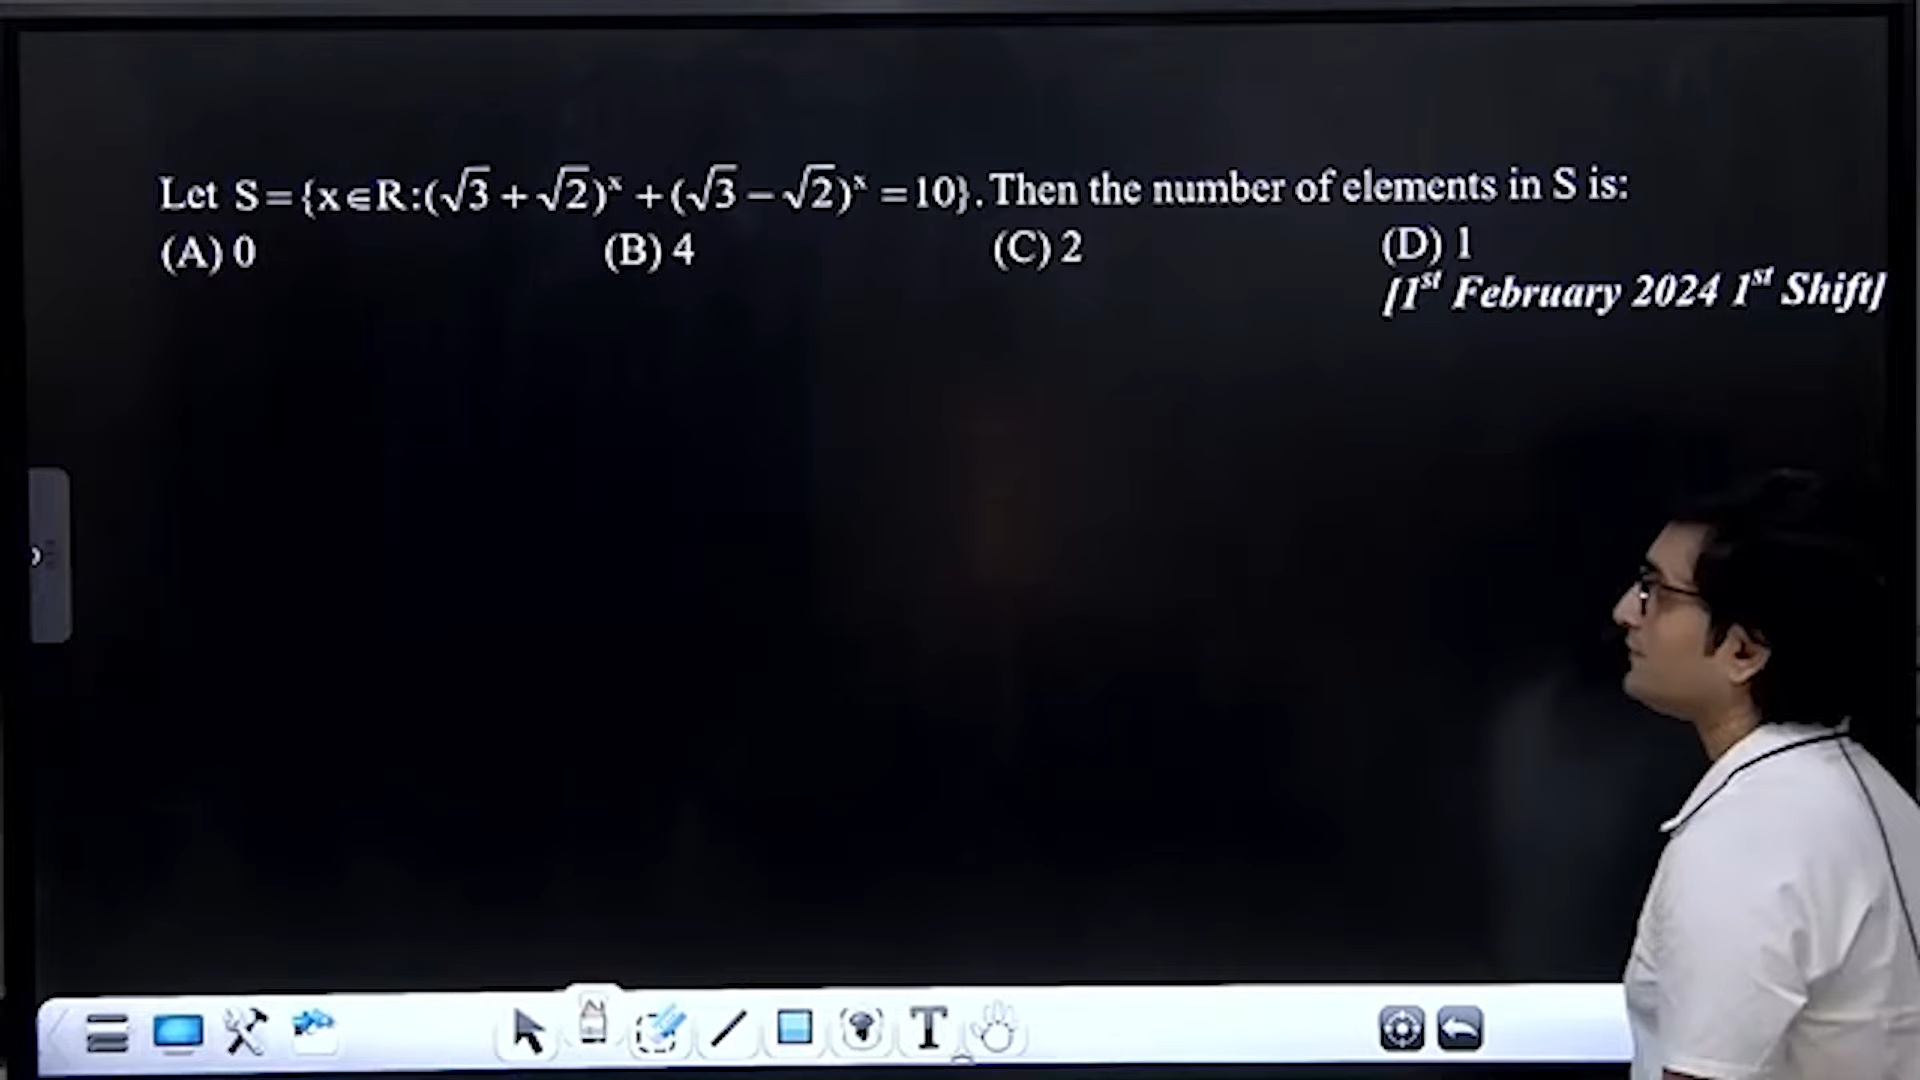 Let S={x∈R:(√3+√2)ˣ+(√3−√2)ˣ=10}. Then the number of elements in S is:
(A) 0 (B) 4 (C) 2 (D) 1
[1ˢᵗ February 2024 1ˢᵗ Shift]
T